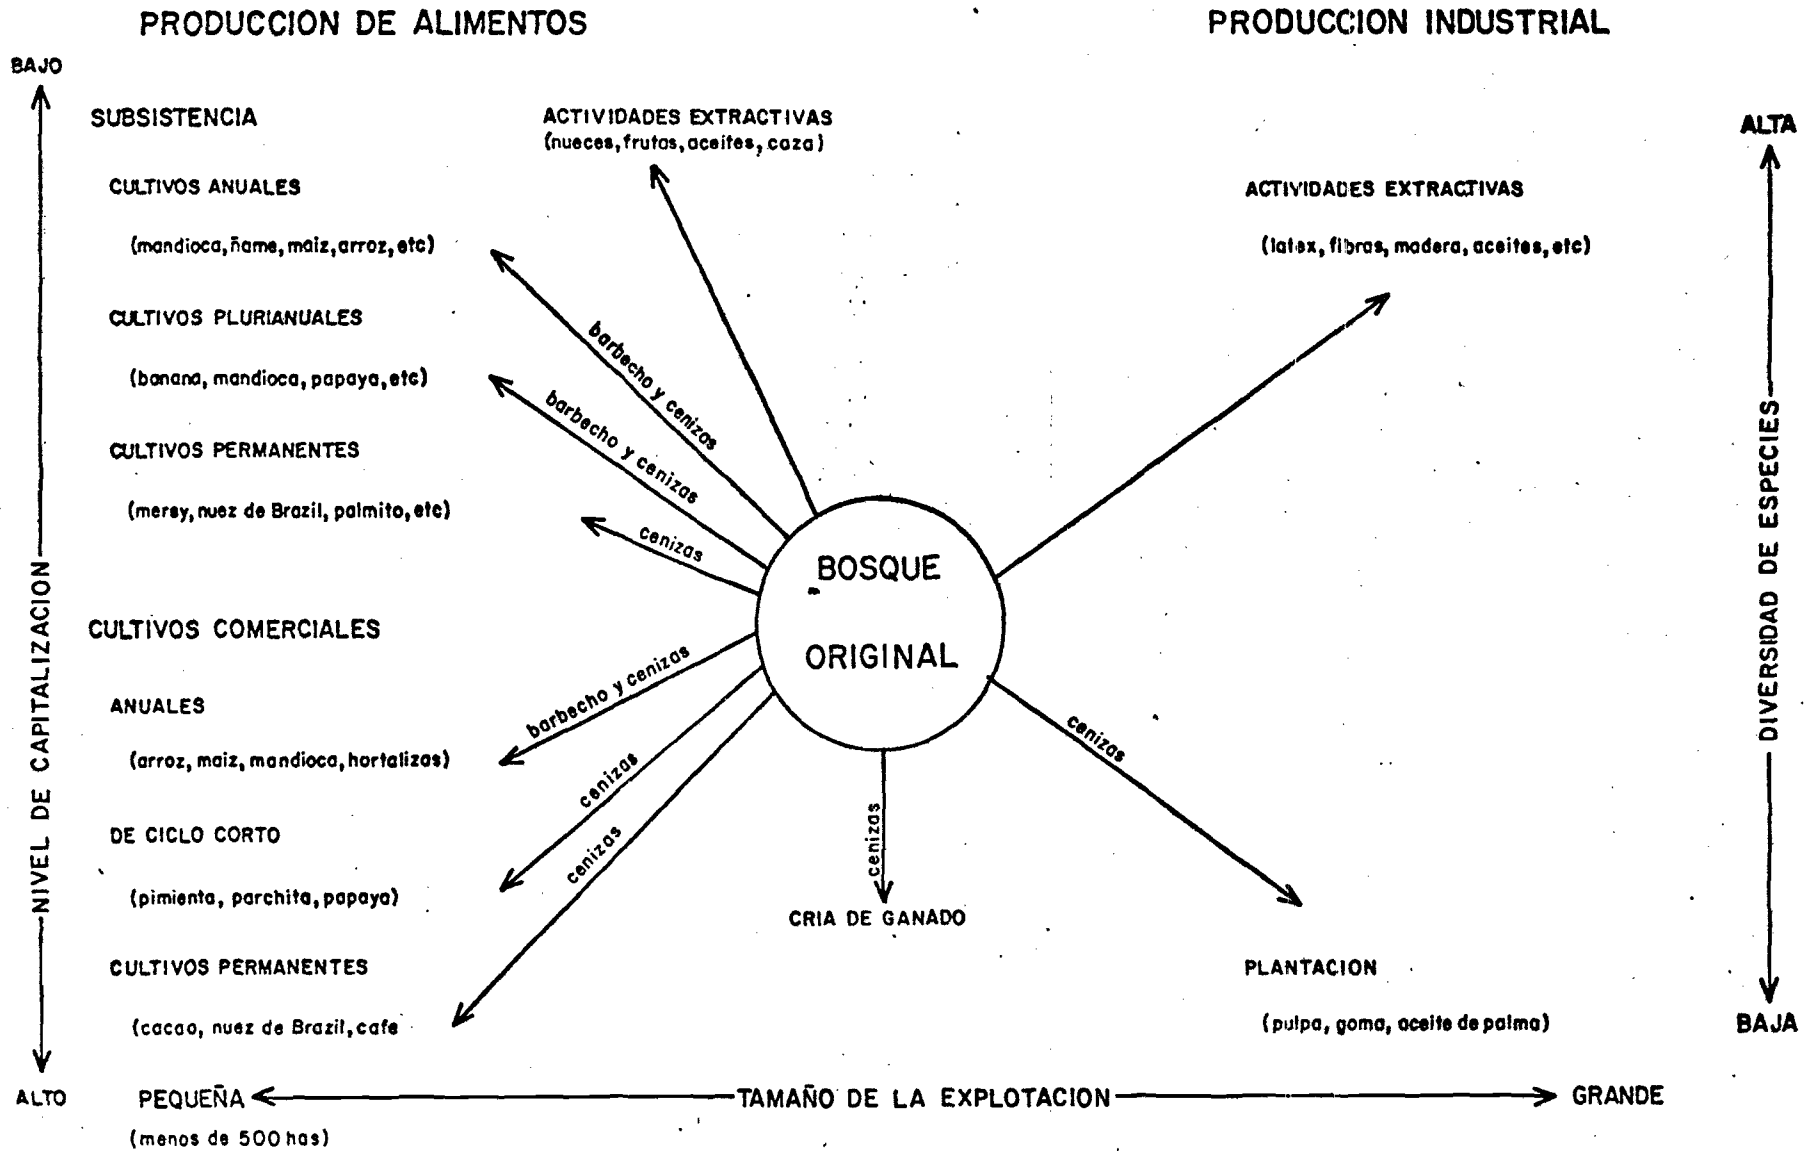 PRODUCCION DE ALIMENTOS
PRODUCCION INDUSTRIAL
BAJO
SUBSISTENCIA
ACTIVIDADES EXTRACTIVAS
(nueces, frutas, aceites, caza)
ALTA
CULTIVOS ANUALES
ACTIVIDADES EXTRACTIVAS
(mandioca, ñame, maiz, arroz, etc)
(latex, fibras, madera, aceites, etc)
CULTIVOS PLURIANUALES
(banana, mandioca, papaya, etc)
CULTIVOS PERMANENTES
(merey, nuez de Brazil, palmito, etc)
barbecho y cenizas
barbecho y cenizas
cenizas
BOSQUE
ORIGINAL
NIVEL DE CAPITALIZACION
DIVERSIDAD DE ESPECIES
CULTIVOS COMERCIALES
ANUALES
(arroz, maiz, mandioca, hortalizas)
barbecho y cenizas
cenizas
cenizas
cenizas
cenizas
DE CICLO CORTO
(pimienta, parchita, papaya)
CRIA DE GANADO
CULTIVOS PERMANENTES
(cacao, nuez de Brazil, cafe
PLANTACION
(pulpa, goma, aceite de palma)
BAJA
ALTO
PEQUEÑA
TAMAÑO DE LA EXPLOTACION
GRANDE
(menos de 500 has)